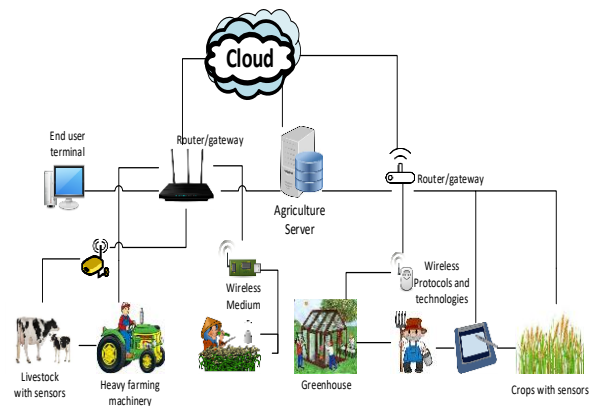 Cloud
End user
terminal
Router/gateway
Router/gateway
Agriculture
Server
Wireless
Medium
Wireless
Protocols and
technologies
Livestock
with sensors
Heavy farming
machinery
Greenhouse
Crops with sensors